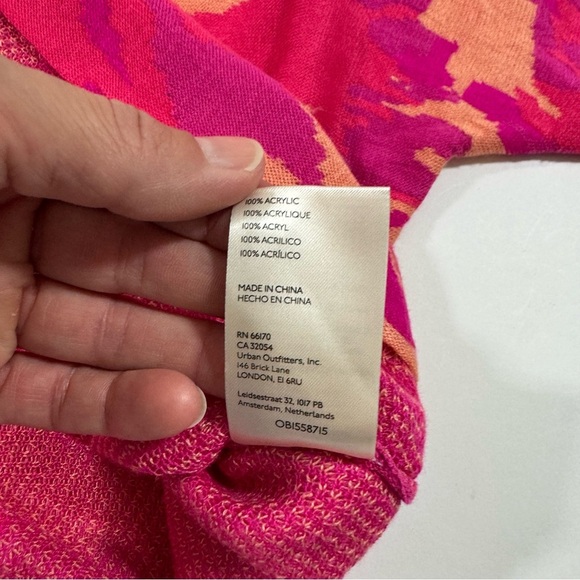 100% ACRYLIC
100% ACRYLIQUE
100% ACRYL
100% ACRILICO
100% ACRÍLICO
MADE IN CHINA
HECHO EN CHINA
RN 66170
CA 32054
Urban Outfitters, Inc.
146 Brick Lane
LONDON, E1 6RU
Leidsestraat 32, 1017 PB
Amsterdam, Netherlands
OB1558715